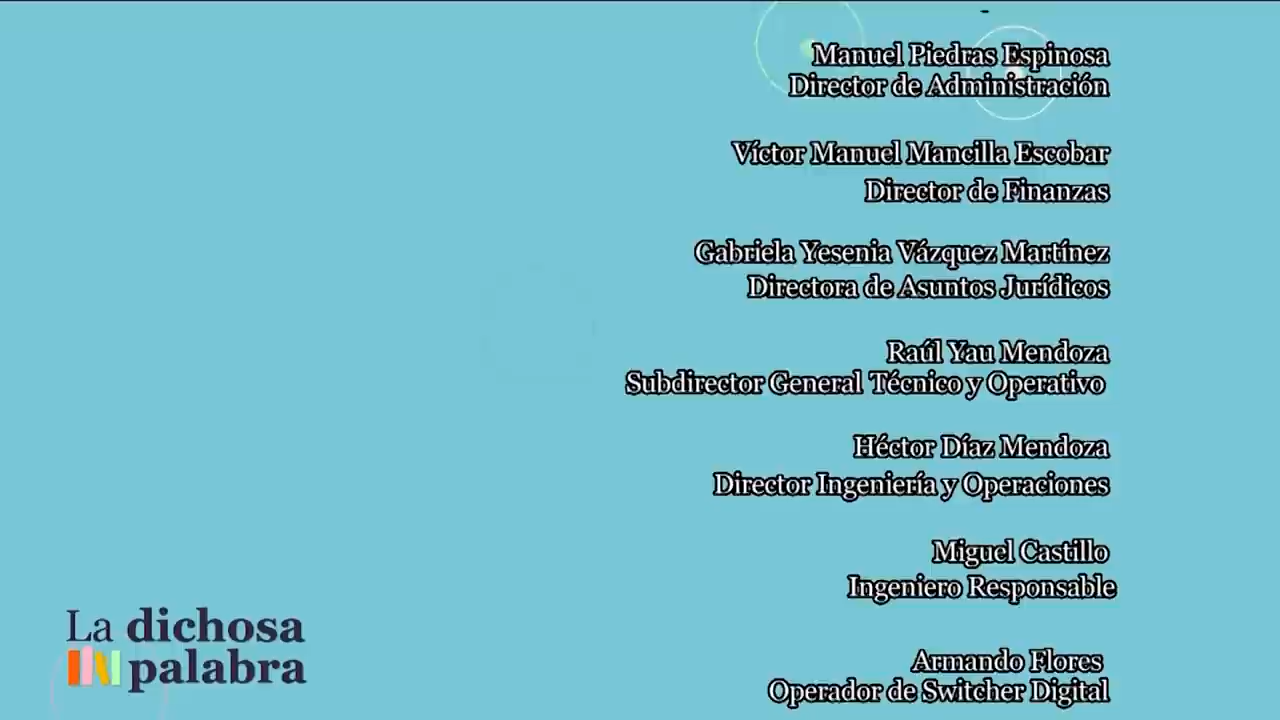 Manuel Piedras Espinosa
Director de Administración
Víctor Manuel Mancilla Escobar
Director de Finanzas
Gabriela Yesenia Vázquez Martínez
Directora de Asuntos Jurídicos
Raúl Yau Mendoza
Subdirector General Técnico y Operativo
Héctor Díaz Mendoza
Director Ingeniería y Operaciones
Miguel Castillo
Ingeniero Responsable
Armando Flores
Operador de Switcher Digital
La dichosa
palabra